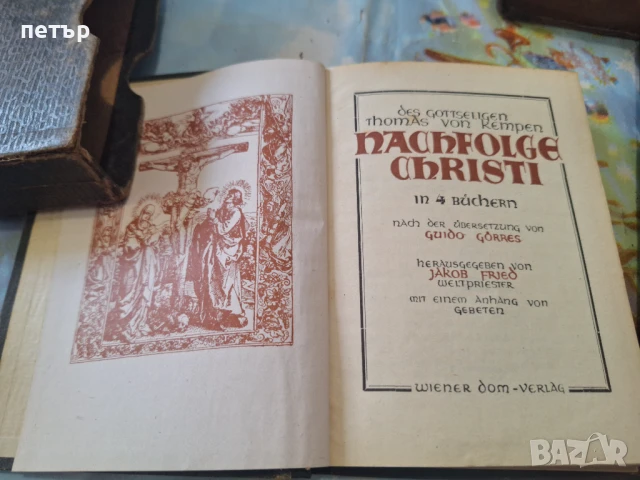 петър
des gottseligen
Thomas von Kempen
NACHFOLGE
CHRISTI
in 4 Büchern
nach der Übersetzung von
Guido Görres
herausgegeben von
Jakob Fried
Weltpriester
mit einem Anhang von
Gebeten
WIENER DOM-VERLAG
BAZAR